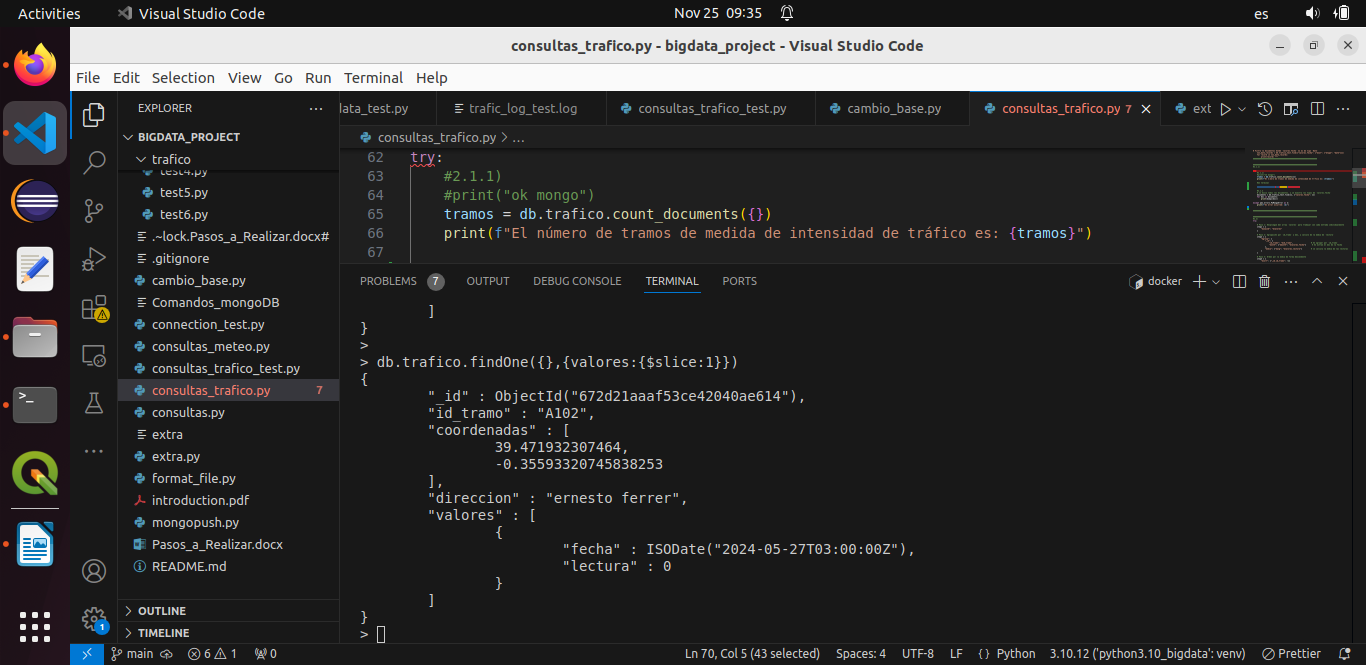 Activities
Visual Studio Code
Nov 25 09:35
es
consultas_trafico.py - bigdata_project - Visual Studio Code
File Edit Selection View Go Run Terminal Help
EXPLORER
data_test.py
trafic_log_test.log
consultas_trafico_test.py
cambio_base.py
consultas_trafico.py 7
ext
BIGDATA_PROJECT
trafico
test4.py
test5.py
test6.py
.~lock.Pasos_a_Realizar.docx#
.gitignore
cambio_base.py
Comandos_mongoDB
connection_test.py
consultas_meteo.py
consultas_trafico_test.py
consultas_trafico.py 7
consultas.py
extra
extra.py
format_file.py
introduction.pdf
mongopush.py
Pasos_a_Realizar.docx
README.md
OUTLINE
TIMELINE
consultas_trafico.py > ...
62 try:
63 #2.1.1)
64 #print("ok mongo")
65 tramos = db.trafico.count_documents({})
66 print(f"El número de tramos de medida de intensidad de tráfico es: {tramos}")
67
PROBLEMS 7 OUTPUT DEBUG CONSOLE TERMINAL PORTS
docker
]
}
>
> db.trafico.findOne({},{valores:{$slice:1}})
{
"_id" : ObjectId("672d21aaaf53ce42040ae614"),
"id_tramo" : "A102",
"coordenadas" : [
39.471932307464,
-0.35593320745838253
],
"direccion" : "ernesto ferrer",
"valores" : [
{
"fecha" : ISODate("2024-05-27T03:00:00Z"),
"lectura" : 0
}
]
}
>
1
main
6 1
0
Ln 70, Col 5 (43 selected)
Spaces: 4
UTF-8
LF
{ } Python
3.10.12 ('python3.10_bigdata': venv)
Prettier